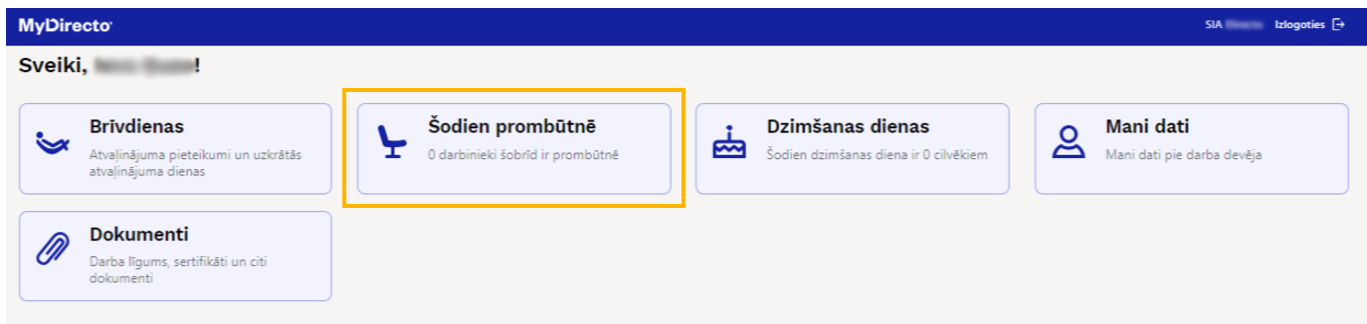 MyDirecto
SIA Izlogoties
Sveiki, !
Brīvdienas
Atvaļinājuma pieteikumi un uzkrātās
atvaļinājuma dienas
Šodien prombūtnē
0 darbinieki šobrīd ir prombūtnē
Dzimšanas dienas
Šodien dzimšanas diena ir 0 cilvēkiem
Mani dati
Mani dati pie darba devēja
Dokumenti
Darba līgums, sertifikāti un citi
dokumenti